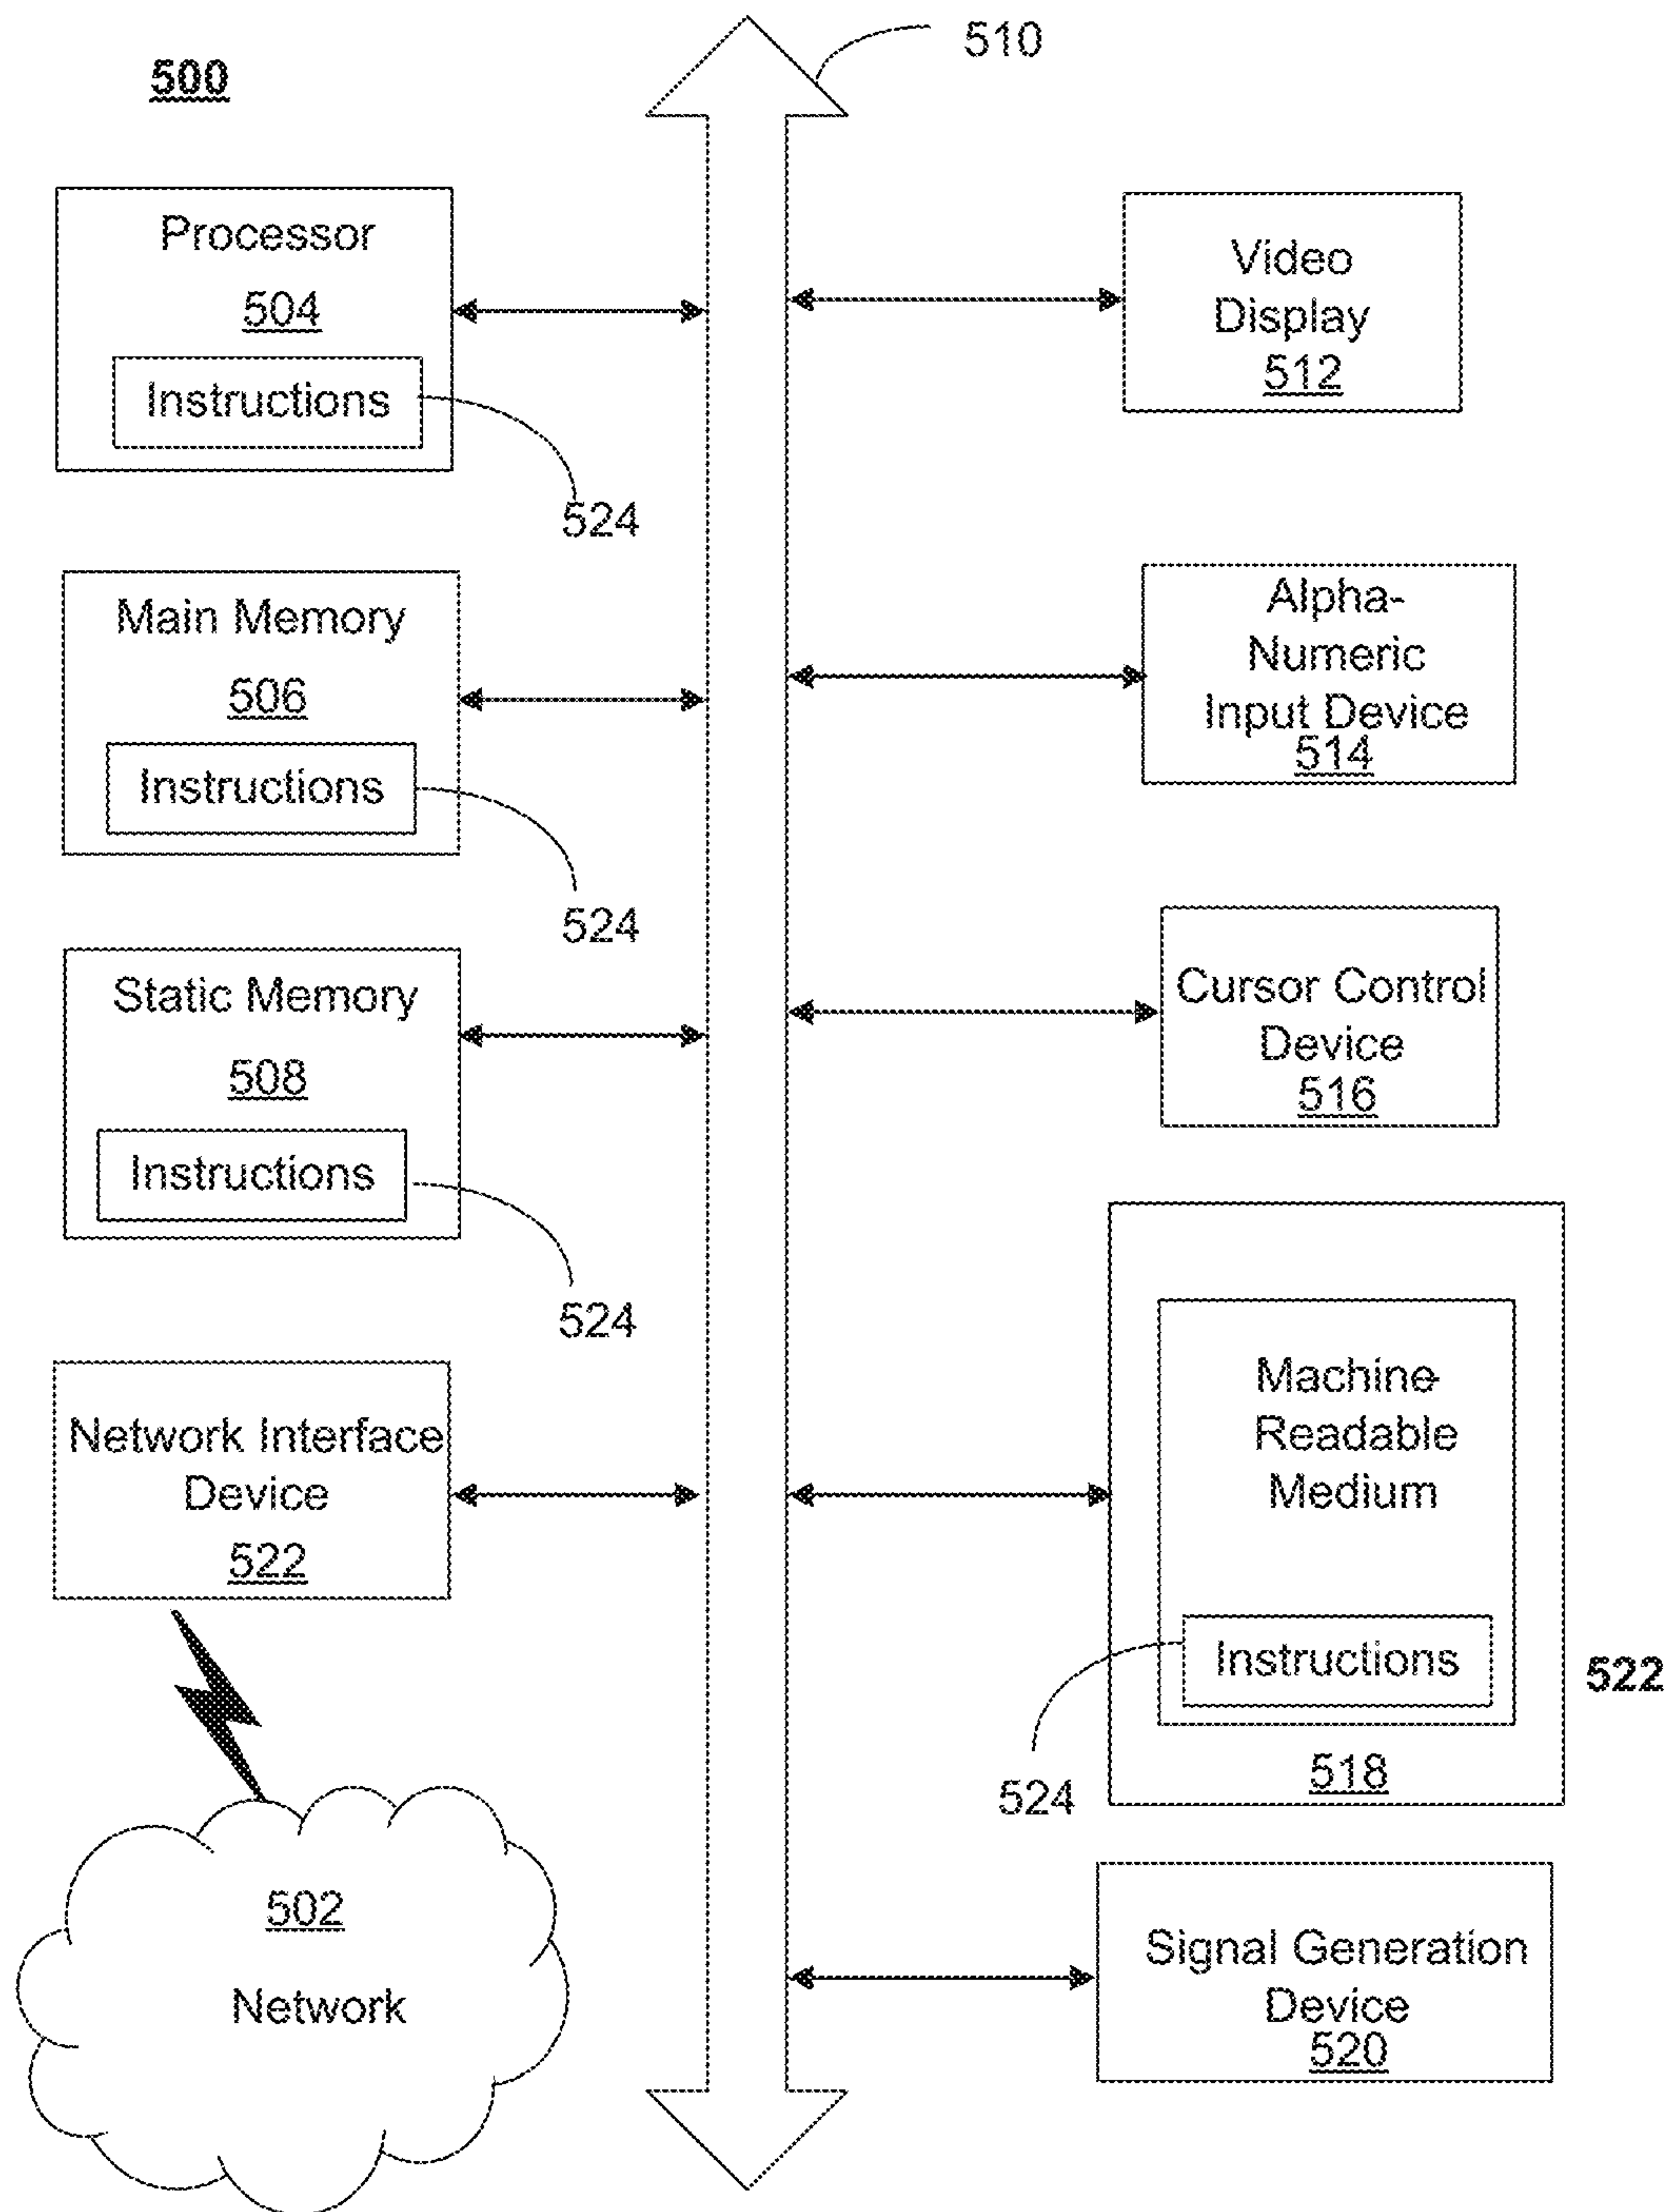 500
510
Processor
504
Instructions
524
Main Memory
506
Instructions
524
Static Memory
508
Instructions
524
Network Interface
Device
522
502
Network
Video
Display
512
Alpha-
Numeric
Input Device
514
Cursor Control
Device
516
Machine-
Readable
Medium
Instructions
524
518
522
Signal Generation
Device
520